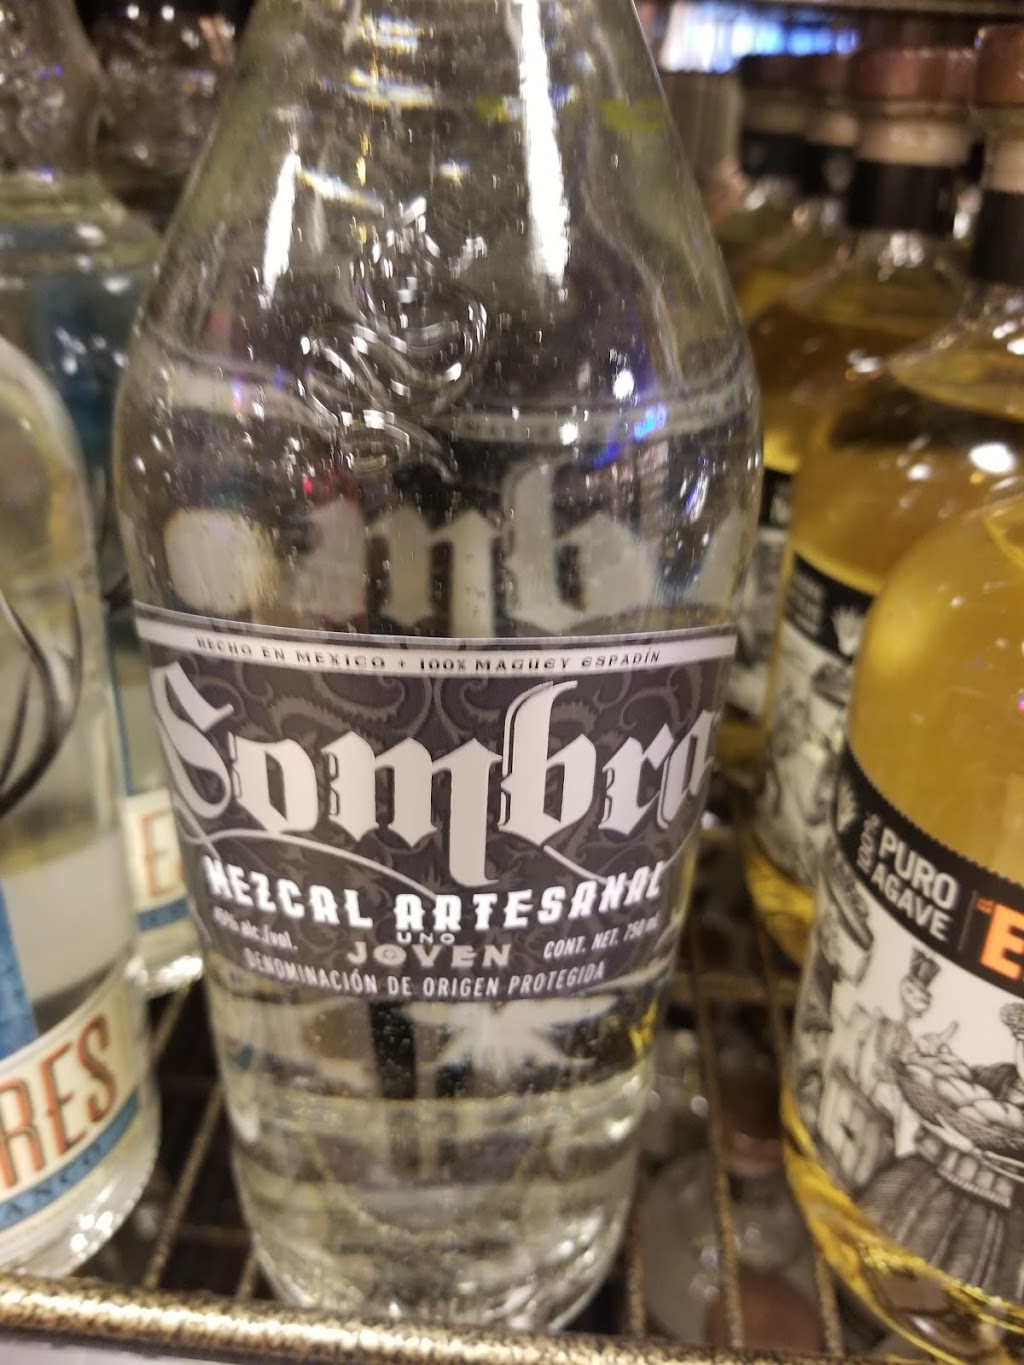 HECHO EN MEXICO + 100% MAGUEY ESPADÍN
Sombra
MEZCAL ARTESANAL
UNO
JOVEN
CONT. NET. 750 ml
DENOMINACIÓN DE ORIGEN PROTEGIDA
RES
100%
PURO
AGAVE
E